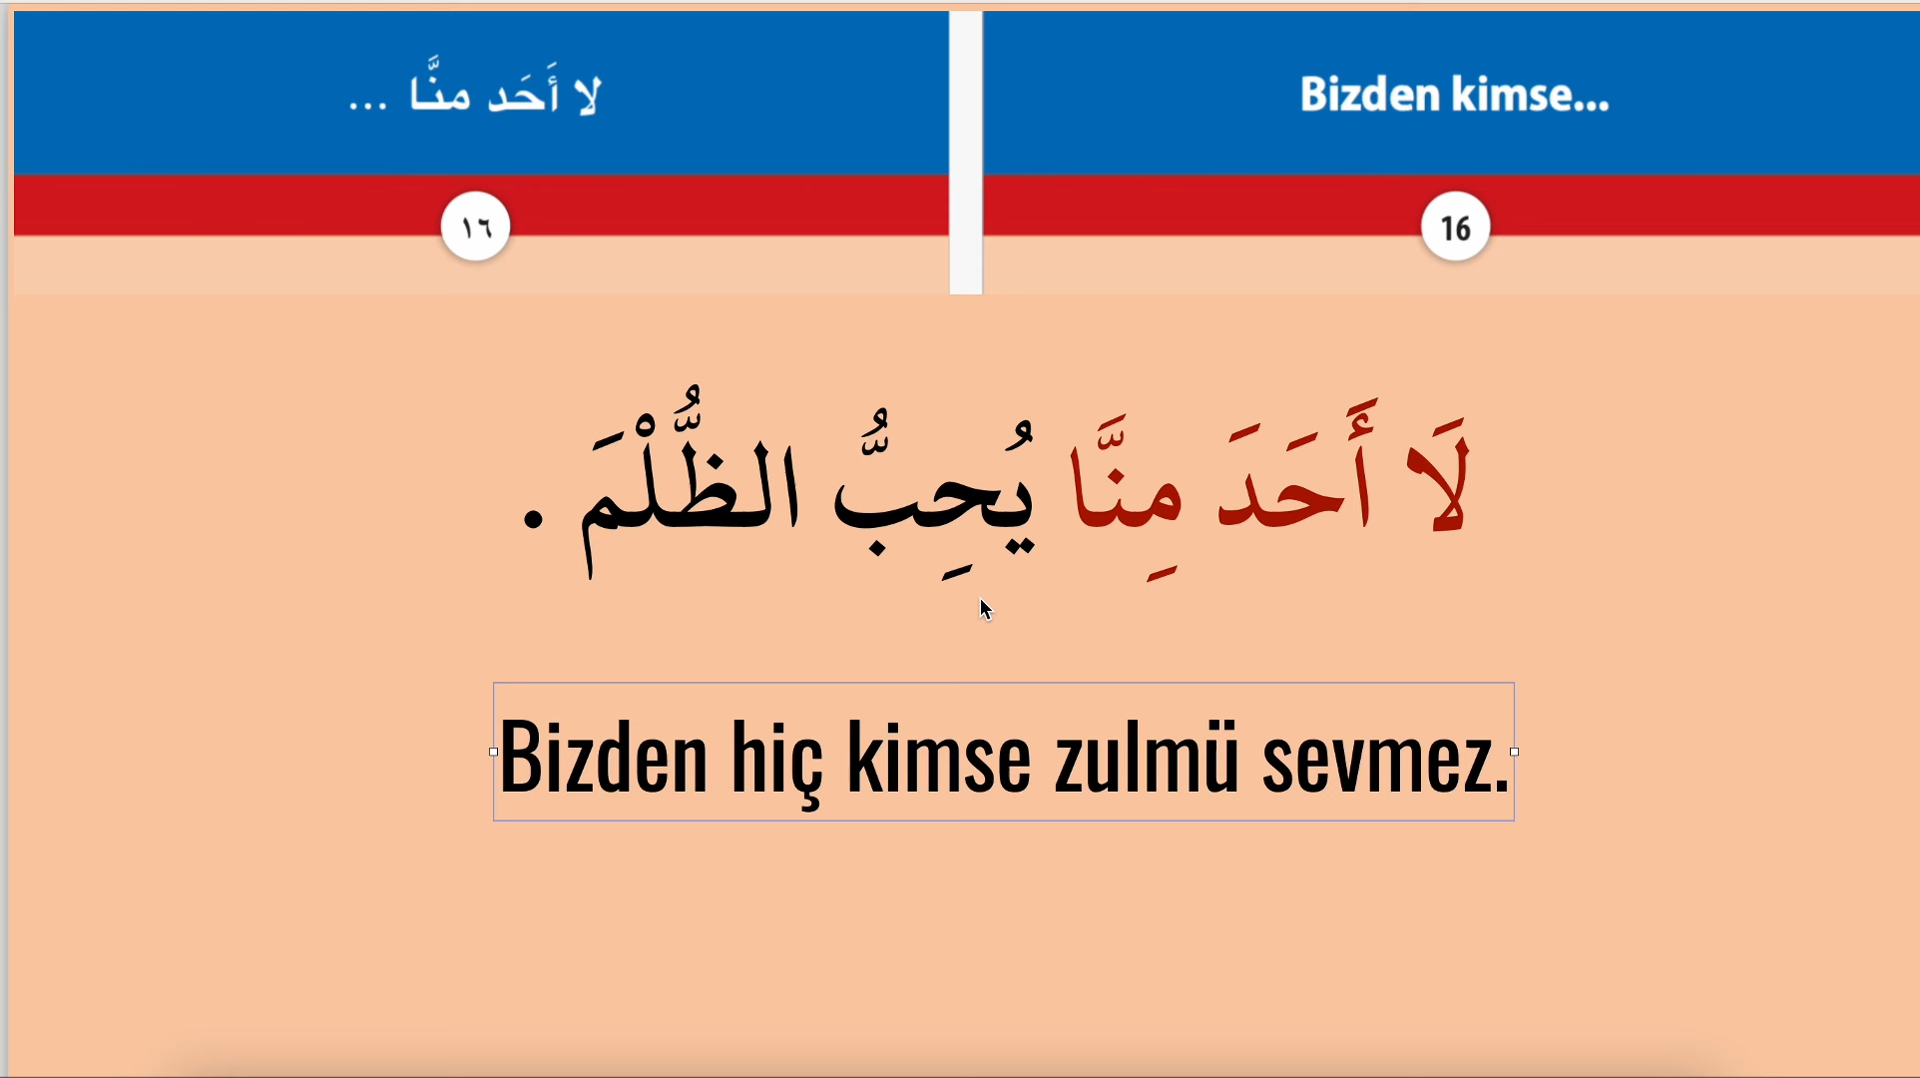 لا أَحَد منَّا ...
Bizden kimse...
١٦
16
لَا أَحَدَ مِنَّا يُحِبُّ الظُّلْمَ .
Bizden hiç kimse zulmü sevmez.